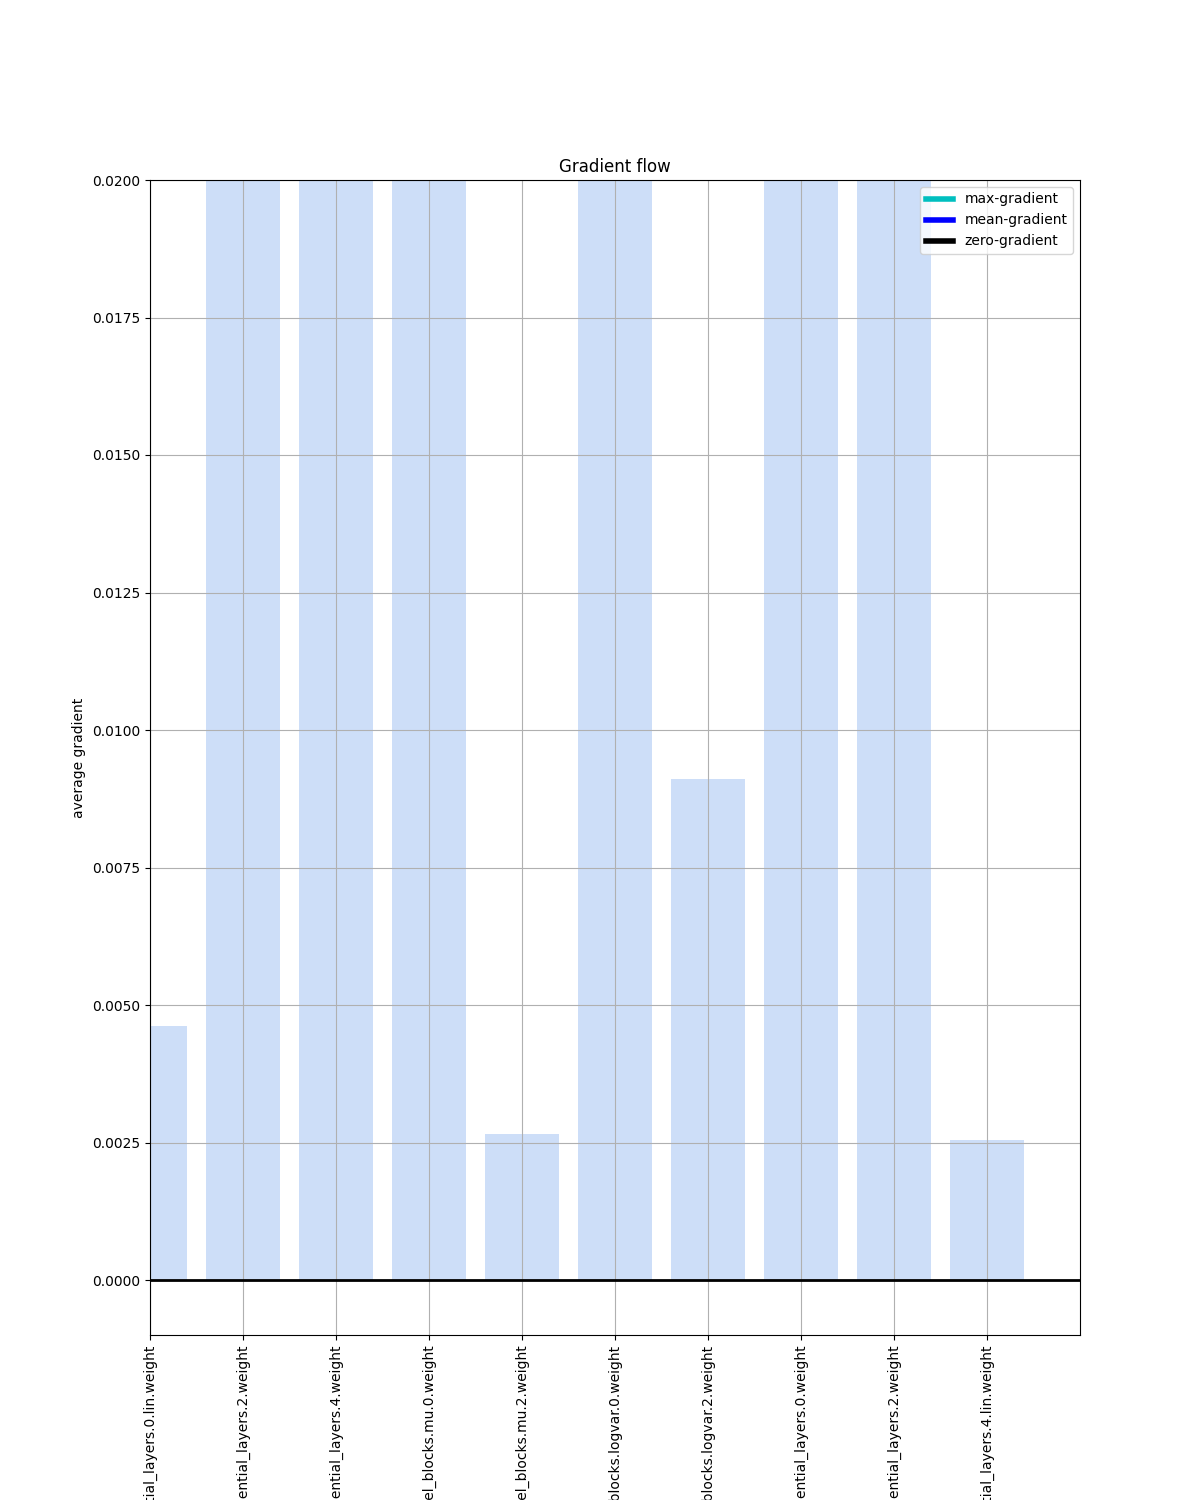 Gradient flow
max-gradient
mean-gradient
zero-gradient
0.0200
0.0175
0.0150
0.0125
0.0100
0.0075
0.0050
0.0025
0.0000
average gradient
tial_layers.0.lin.weight
ential_layers.2.weight
ential_layers.4.weight
el_blocks.mu.0.weight
el_blocks.mu.2.weight
blocks.logvar.0.weight
blocks.logvar.2.weight
ential_layers.0.weight
ential_layers.2.weight
tial_layers.4.lin.weight